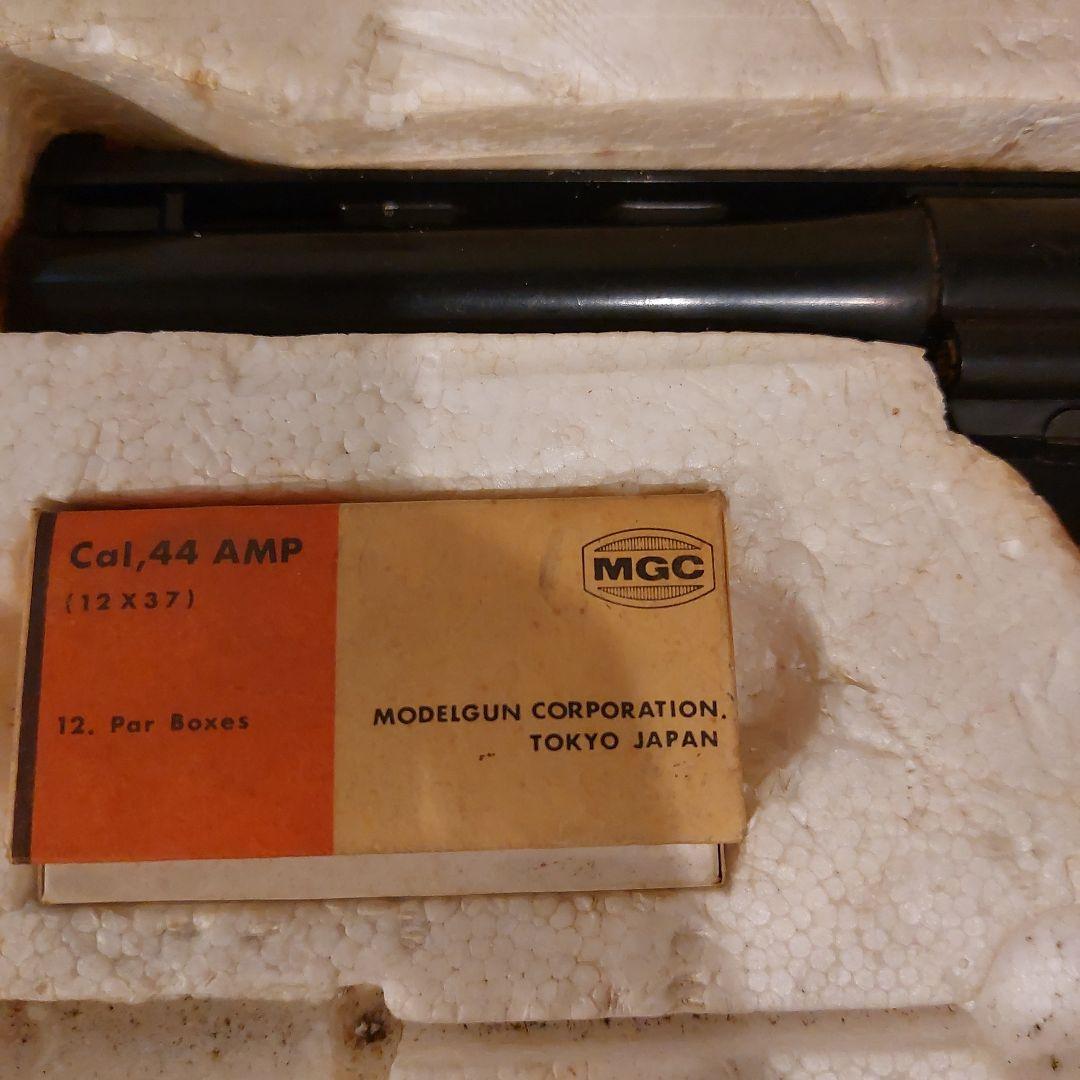 Cal,44 AMP
(12X37)
12. Par Boxes
MGC
MODELGUN CORPORATION.
TOKYO JAPAN